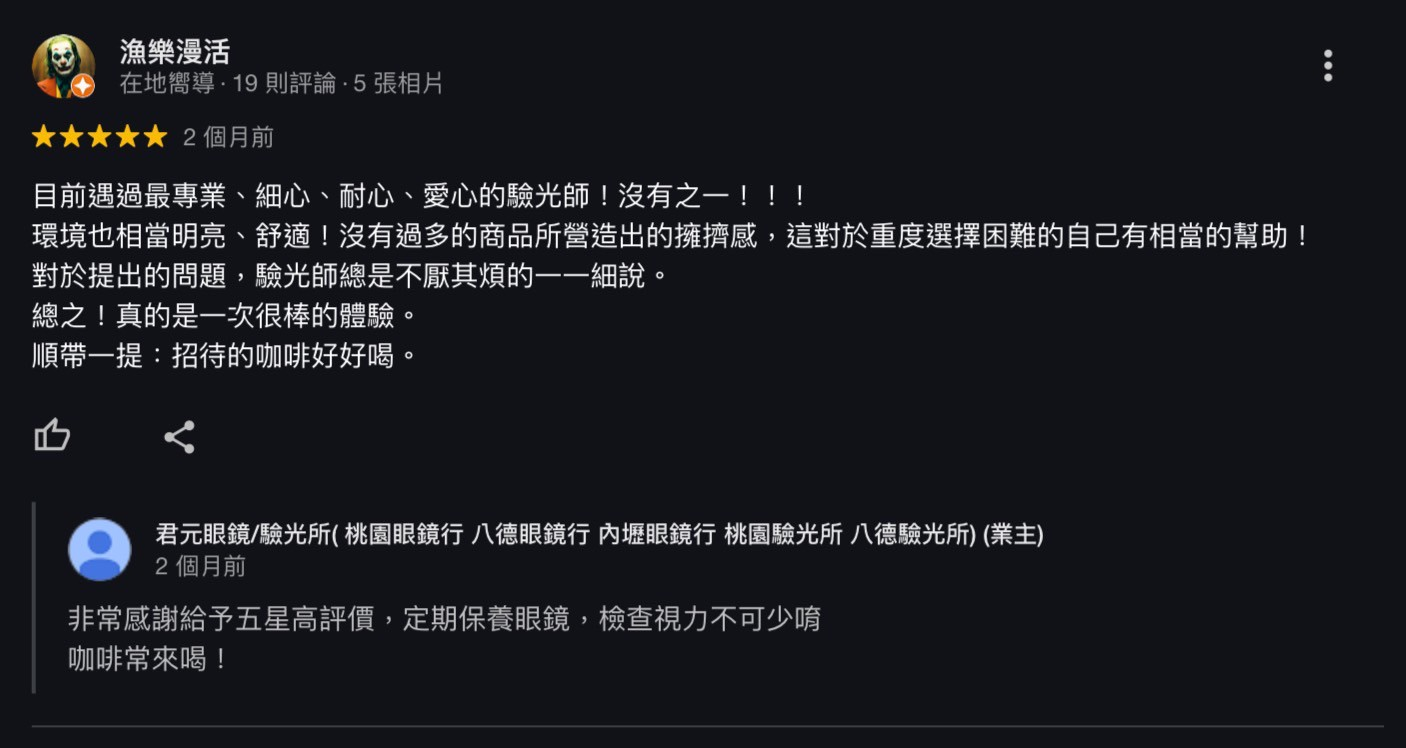 漁樂漫活
在地嚮導 · 19 則評論 · 5 張相片
2 個月前
目前遇過最專業、細心、耐心、愛心的驗光師！沒有之一！！！
環境也相當明亮、舒適！沒有過多的商品所營造出的擁擠感，這對於重度選擇困難的自己有相當的幫助！
對於提出的問題，驗光師總是不厭其煩的一一細說。
總之！真的是一次很棒的體驗。
順帶一提：招待的咖啡好好喝。
君元眼鏡/驗光所( 桃園眼鏡行 八德眼鏡行 內壢眼鏡行 桃園驗光所 八德驗光所) (業主)
2 個月前
非常感謝給予五星高評價，定期保養眼鏡，檢查視力不可少唷
咖啡常來喝！